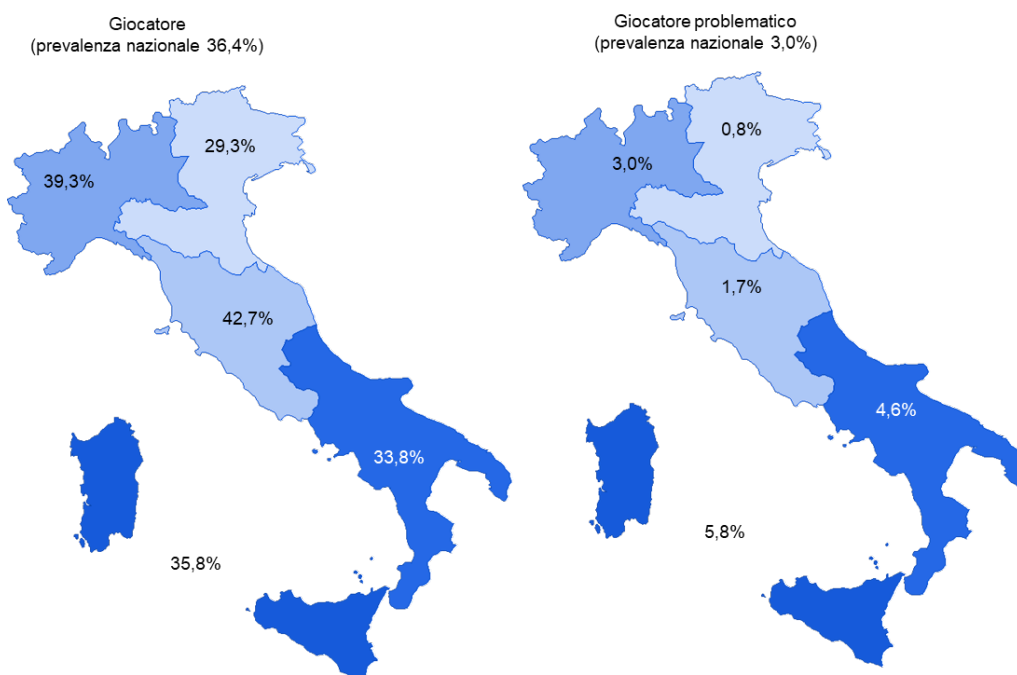 Giocatore
(prevalenza nazionale 36,4%)
29,3%
39,3%
42,7%
33,8%
35,8%
Giocatore problematico
(prevalenza nazionale 3,0%)
0,8%
3,0%
1,7%
4,6%
5,8%